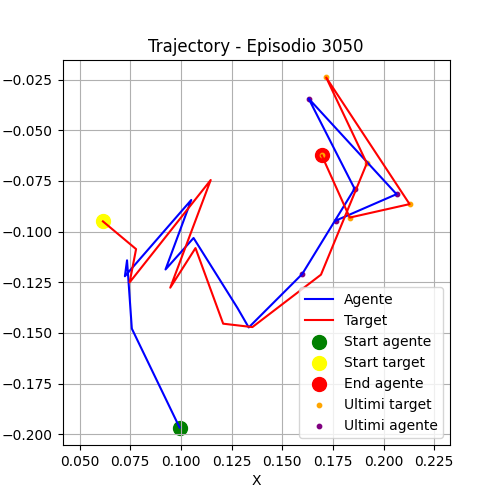 Trajectory - Episodio 3050
−0.025
−0.050
−0.075
−0.100
−0.125
−0.150
−0.175
−0.200
Agente
Target
Start agente
Start target
End agente
Ultimi target
Ultimi agente
0.050 0.075 0.100 0.125 0.150 0.175 0.200 0.225
X